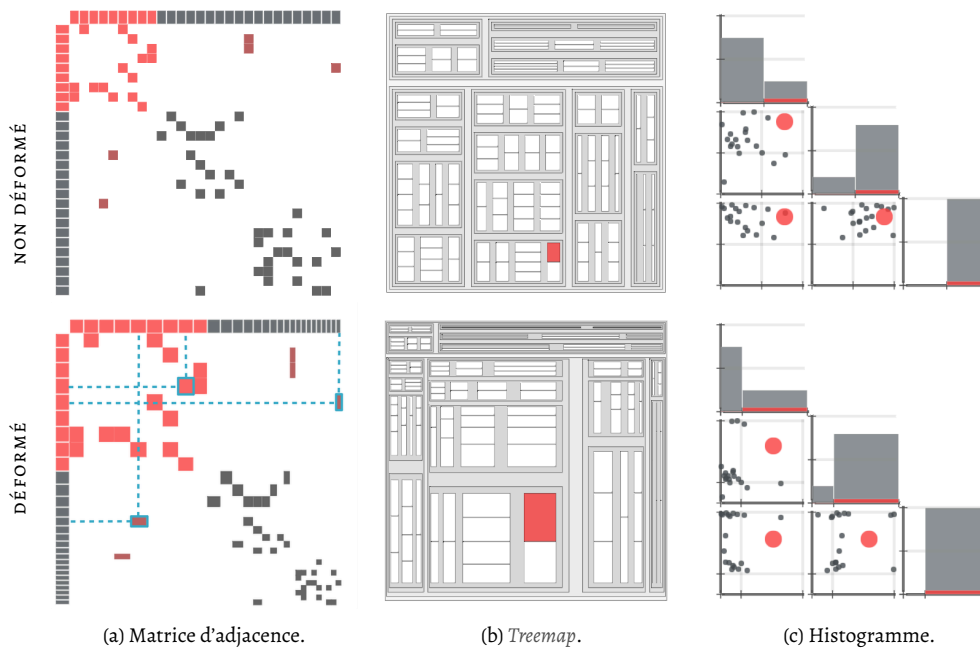 NON DÉFORMÉ
DÉFORMÉ
(a) Matrice d'adjacence.
(b) Treemap.
(c) Histogramme.